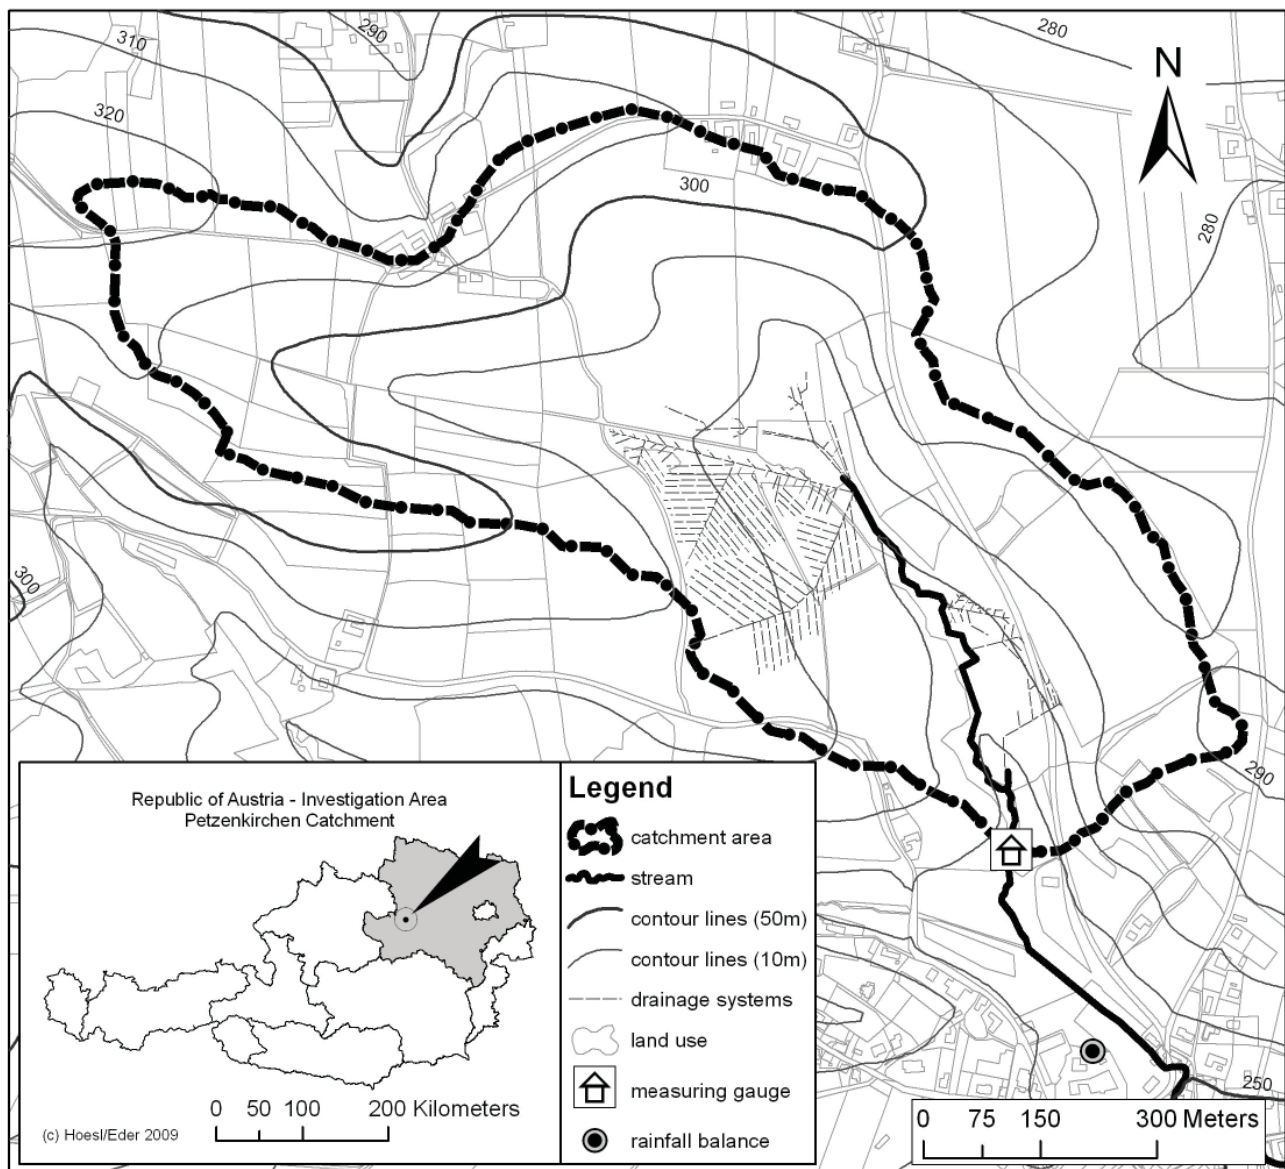 280
290
310
N
320
300
280
300
290
Republic of Austria - Investigation Area
Petzenkirchen Catchment
0 50 100 200 Kilometers
(c) Hoesl/Eder 2009
Legend
catchment area
stream
contour lines (50m)
contour lines (10m)
drainage systems
land use
measuring gauge
rainfall balance
250
0 75 150 300 Meters